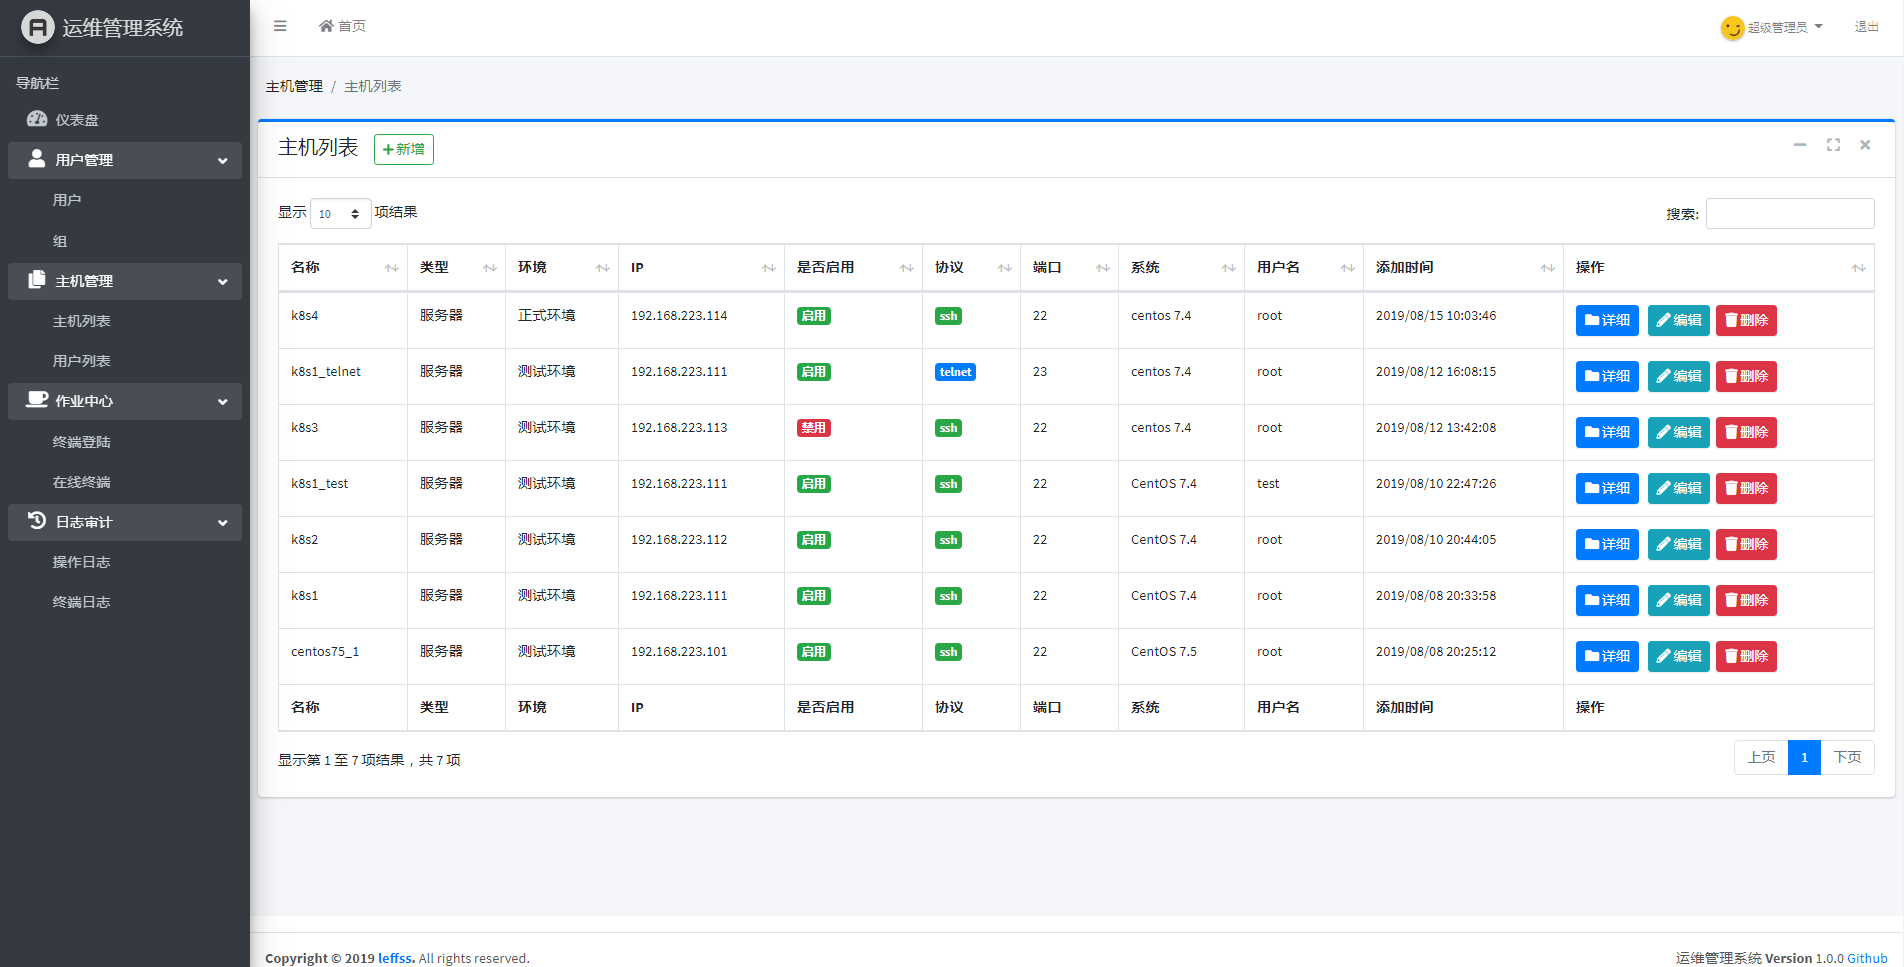 运维管理系统
首页
超级管理员
退出
导航栏
仪表盘
用户管理
用户
组
主机管理
主机列表
用户列表
作业中心
终端登陆
在线终端
日志审计
操作日志
终端日志
主机管理 / 主机列表
主机列表 新增
显示 10 项结果
搜索:
名称 类型 环境 IP 是否启用 协议 端口 系统 用户名 添加时间 操作
k8s4 服务器 正式环境 192.168.223.114 启用 ssh 22 centos 7.4 root 2019/08/15 10:03:46 详细 编辑 删除
k8s1_telnet 服务器 测试环境 192.168.223.111 启用 telnet 23 centos 7.4 root 2019/08/12 16:08:15 详细 编辑 删除
k8s3 服务器 测试环境 192.168.223.113 禁用 ssh 22 centos 7.4 root 2019/08/12 13:42:08 详细 编辑 删除
k8s1_test 服务器 测试环境 192.168.223.111 启用 ssh 22 CentOS 7.4 test 2019/08/10 22:47:26 详细 编辑 删除
k8s2 服务器 测试环境 192.168.223.112 启用 ssh 22 CentOS 7.4 root 2019/08/10 20:44:05 详细 编辑 删除
k8s1 服务器 测试环境 192.168.223.111 启用 ssh 22 CentOS 7.4 root 2019/08/08 20:33:58 详细 编辑 删除
centos75_1 服务器 测试环境 192.168.223.101 启用 ssh 22 CentOS 7.5 root 2019/08/08 20:25:12 详细 编辑 删除
名称 类型 环境 IP 是否启用 协议 端口 系统 用户名 添加时间 操作
显示第 1 至 7 项结果，共 7 项
上页 1 下页
Copyright © 2019 leffss. All rights reserved.
运维管理系统 Version 1.0.0 Github